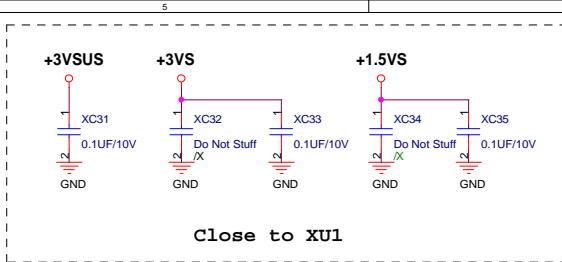 5
+3VSUS +3VS +1.5VS
1 1 1 1 1
XC31 XC32 XC33 XC34 XC35
0.1UF/10V Do Not Stuff 0.1UF/10V Do Not Stuff 0.1UF/10V
/X /X
2 2 2 2 2
GND GND GND GND GND
Close to XU1